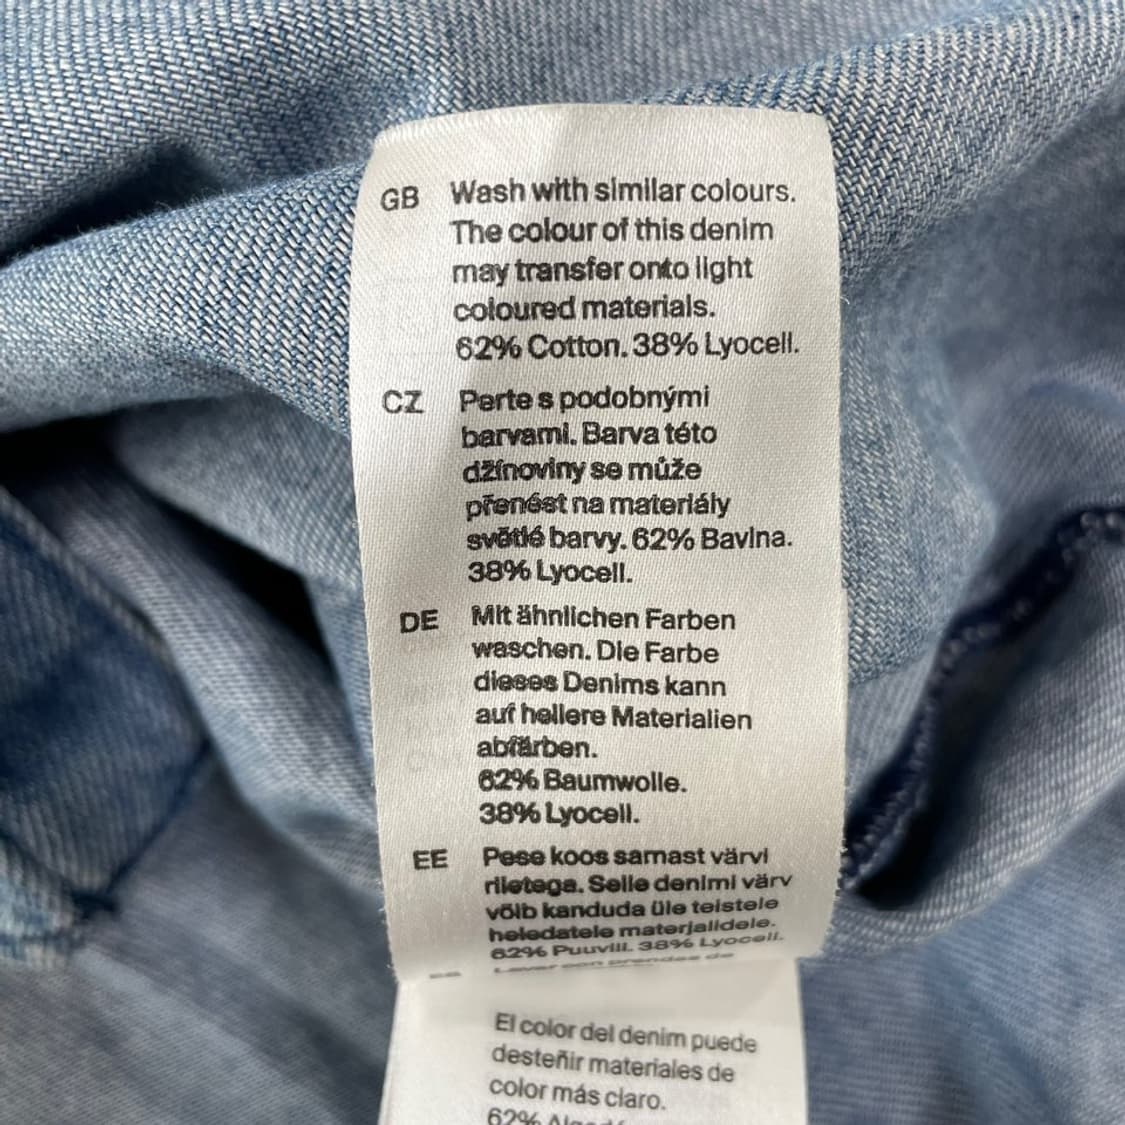 GB Wash with similar colours.
The colour of this denim
may transfer onto light
coloured materials.
62% Cotton. 38% Lyocell.
CZ Perte s podobnými
barvami. Barva této
džínoviny se může
přenést na materiály
světlé barvy. 62% Bavlna.
38% Lyocell.
DE Mit ähnlichen Farben
waschen. Die Farbe
dieses Denims kann
auf hellere Materialien
abfärben.
62% Baumwolle.
38% Lyocell.
EE Pese koos samast värvi
riietega. Selle denimi värv
võib kanduda üle teistele
heledatele materjalidele.
62% Puuvill. 38% Lyocell.
El color del denim puede
desteñir materiales de
color más claro.
62%